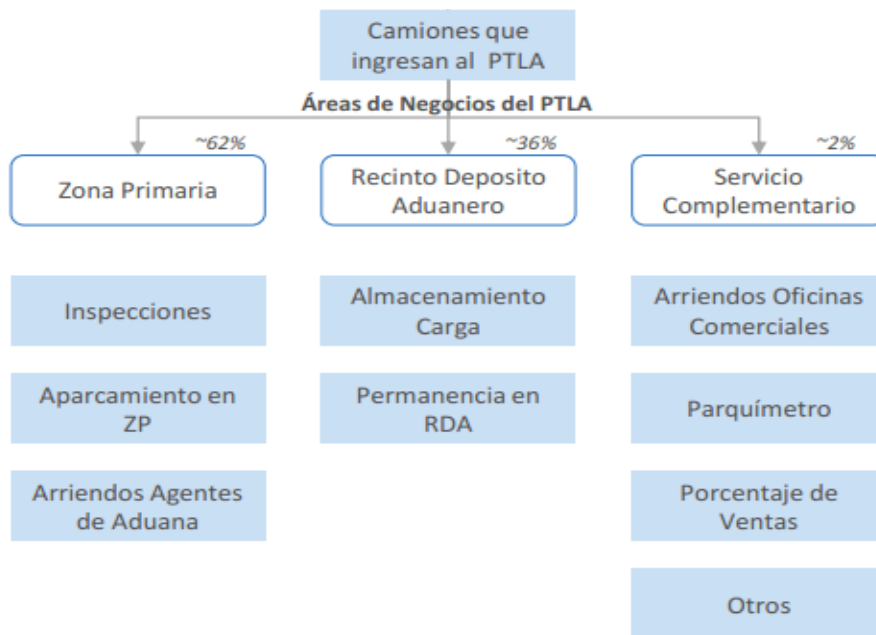 Camiones que
ingresan al PTLA
Áreas de Negocios del PTLA
~62%
~36%
~2%
Zona Primaria
Recinto Deposito
Aduanero
Servicio
Complementario
Inspecciones
Almacenamiento
Carga
Arriendos Oficinas
Comerciales
Aparcamiento en
ZP
Permanencia en
RDA
Parquímetro
Arriendos Agentes
de Aduana
Porcentaje de
Ventas
Otros